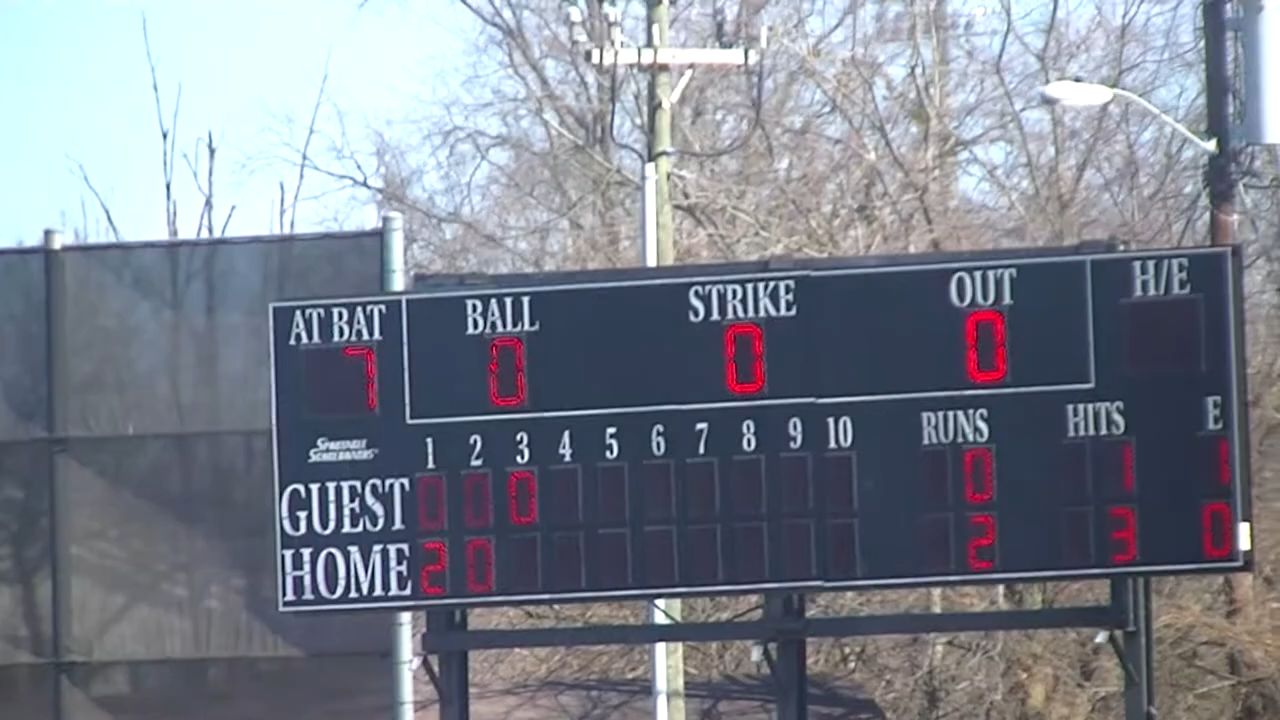 AT BAT BALL STRIKE OUT H/E
7 0 0 0
1 2 3 4 5 6 7 8 9 10 RUNS HITS E
GUEST 0 0 0 0 1 1
HOME 2 0 2 3 0